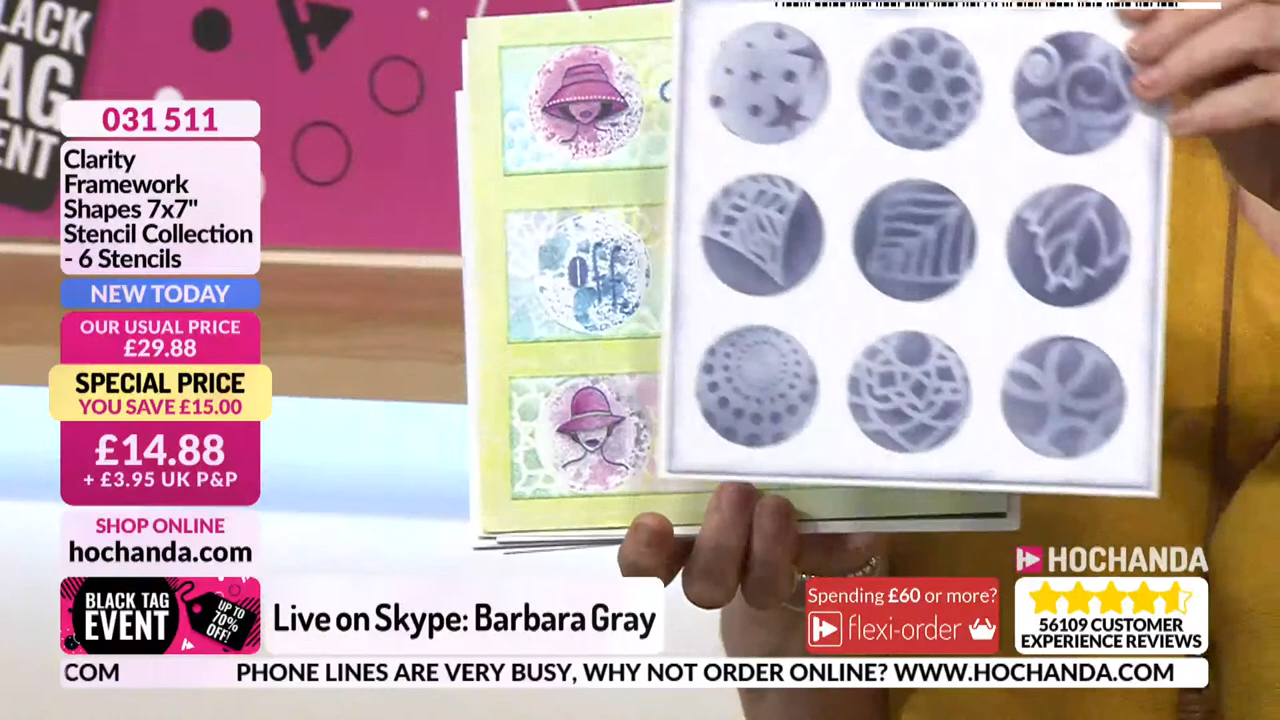 LACK
AG
ENT
031 511
Clarity
Framework
Shapes 7x7"
Stencil Collection
- 6 Stencils
NEW TODAY
OUR USUAL PRICE
£29.88
SPECIAL PRICE
YOU SAVE £15.00
£14.88
+ £3.95 UK P&P
SHOP ONLINE
hochanda.com
BLACK TAG
EVENT
UP TO
70%
OFF!
Live on Skype: Barbara Gray
Spending £60 or more?
flexi-order
HOCHANDA
56109 CUSTOMER
EXPERIENCE REVIEWS
COM PHONE LINES ARE VERY BUSY, WHY NOT ORDER ONLINE? WWW.HOCHANDA.COM